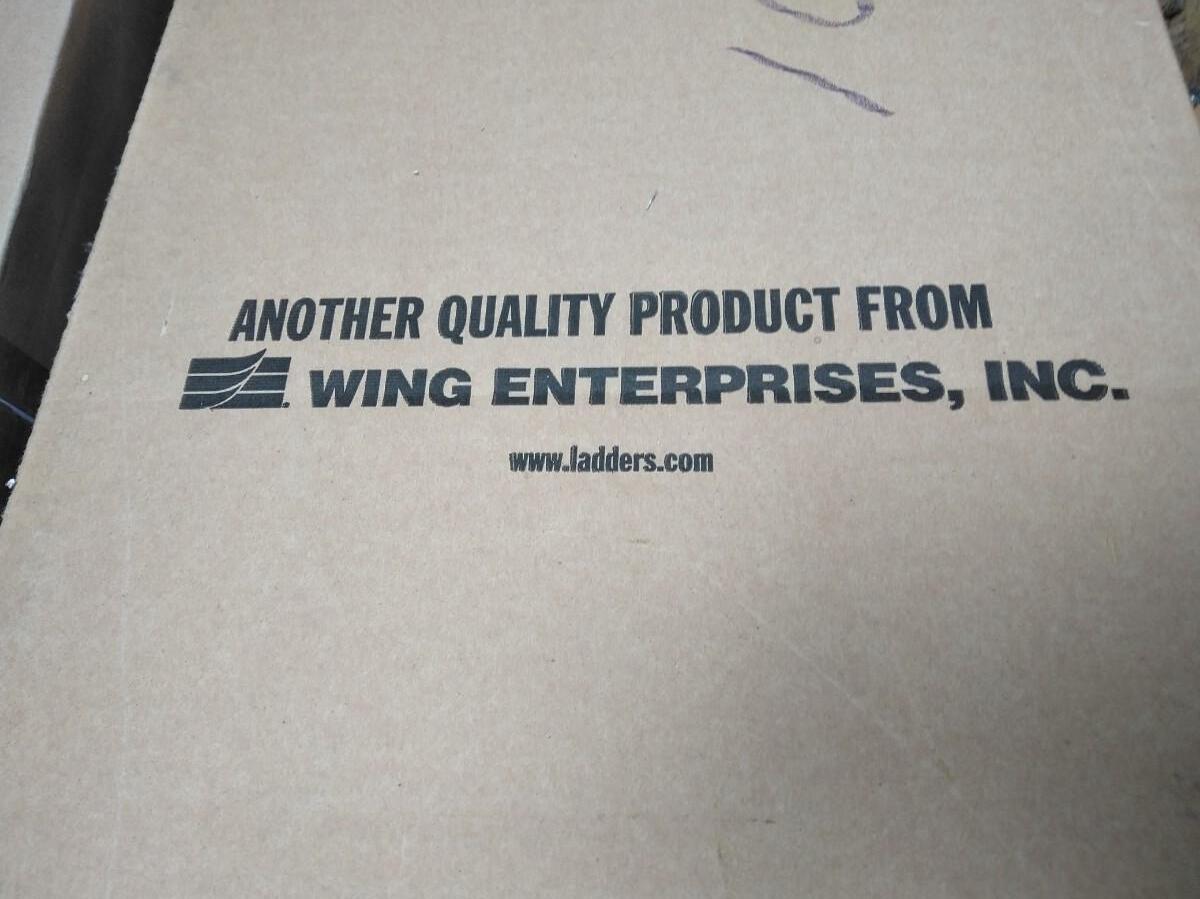 ANOTHER QUALITY PRODUCT FROM
WING ENTERPRISES, INC.
www.ladders.com